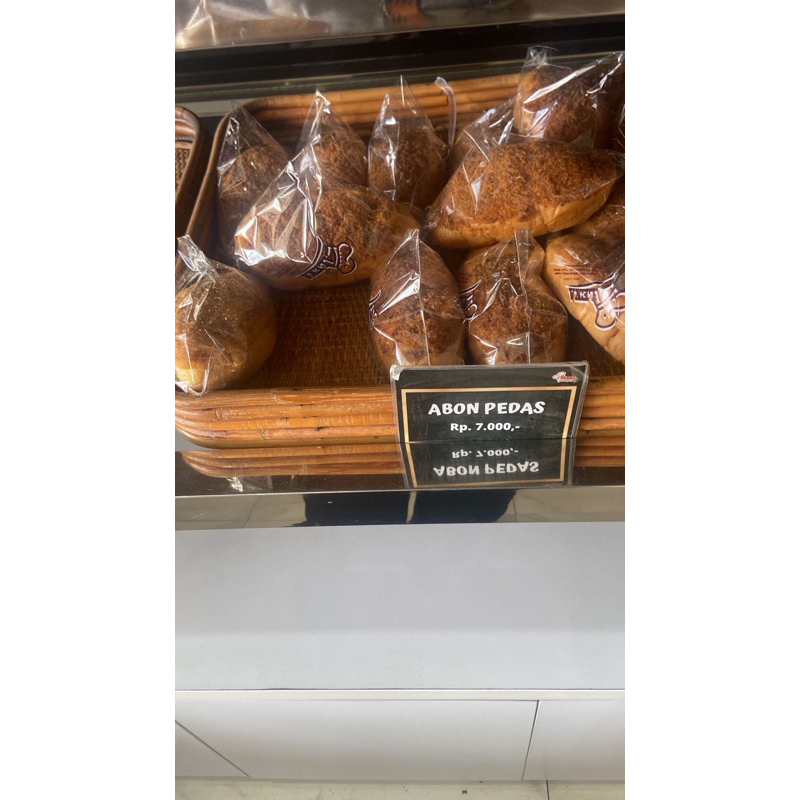 ABON PEDAS
Rp. 7.000,-